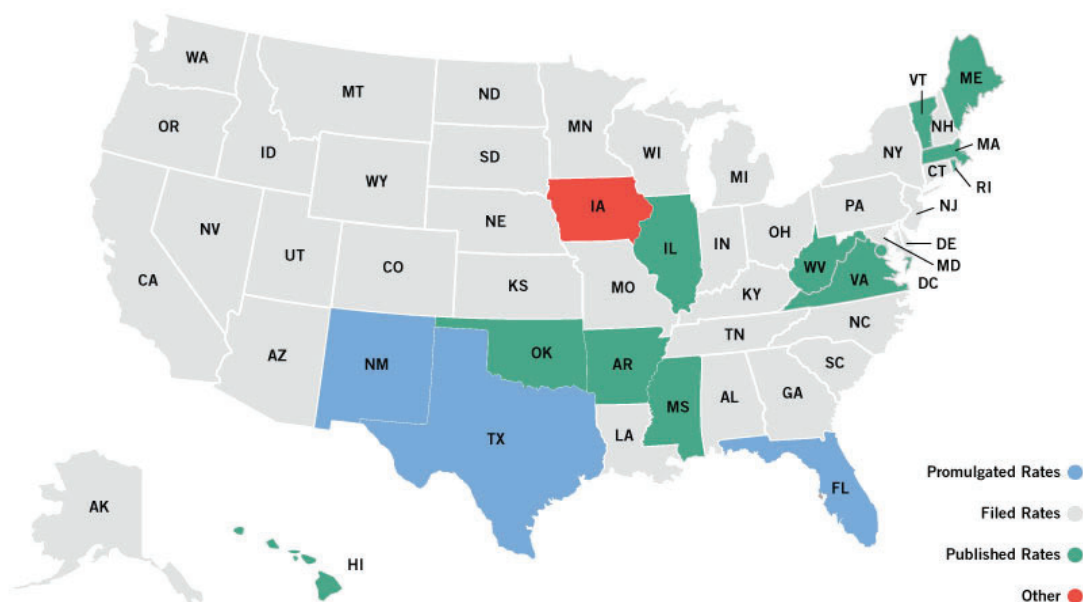 WA
MT
ND
MN
VT
ME
OR
ID
SD
WI
MI
NY
NH
MA
CT
RI
WY
IA
NE
PA
NJ
NV
UT
CO
IL
IN
OH
DE
MD
WV
VA
DC
CA
KS
MO
KY
AZ
NM
OK
AR
TN
NC
SC
MS
AL
GA
TX
LA
FL
AK
HI
Promulgated Rates
Filed Rates
Published Rates
Other